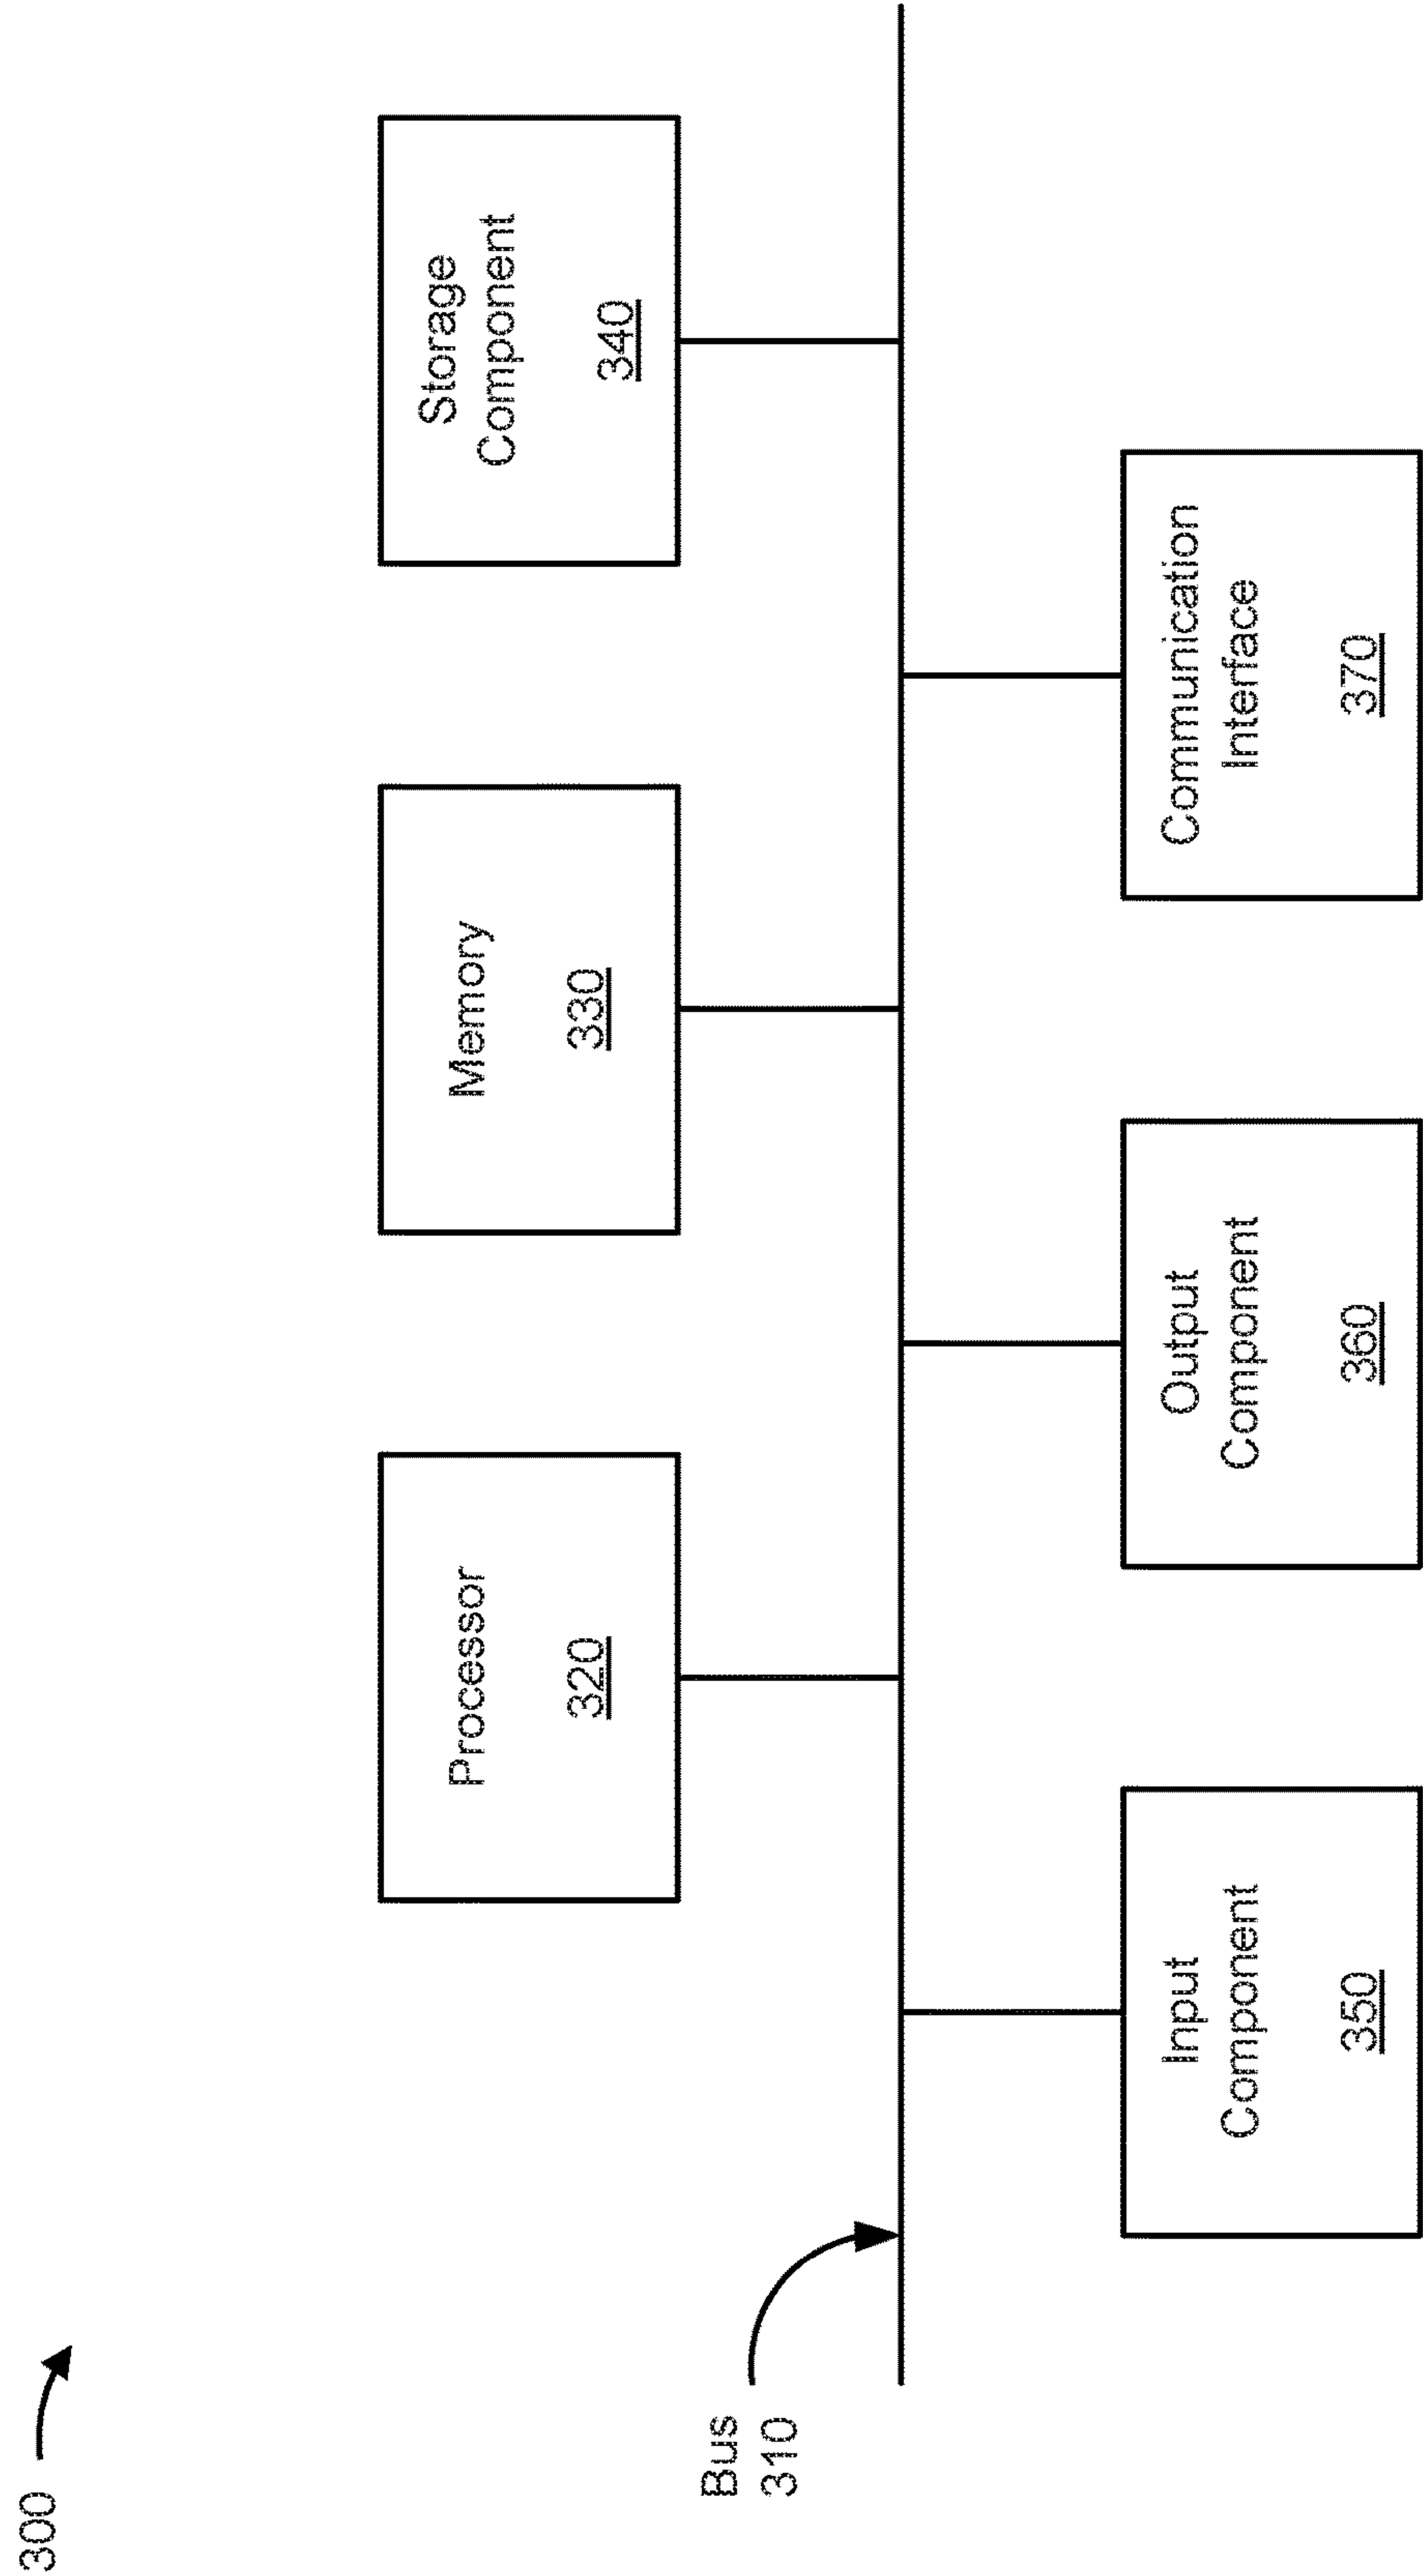 300
Bus
310
Processor
320
Memory
330
Storage
Component
340
Input
Component
350
Output
Component
360
Communication
Interface
370